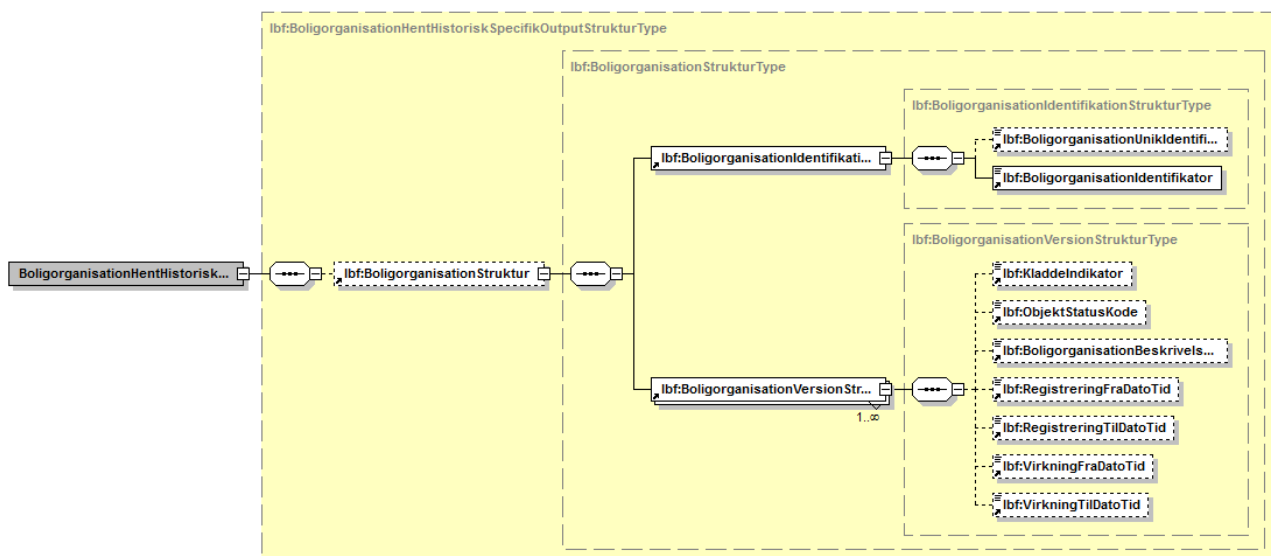 lbf:BoligorganisationHentHistoriskSpecifikOutputStrukturType
lbf:BoligorganisationStrukturType
lbf:BoligorganisationIdentifikationStrukturType
lbf:BoligorganisationUnikIdentifi...
lbf:BoligorganisationIdentifikati...
lbf:BoligorganisationIdentifikator
lbf:BoligorganisationVersionStrukturType
BoligorganisationHentHistorisk...
lbf:BoligorganisationStruktur
lbf:KladdeIndikator
lbf:ObjektStatusKode
lbf:BoligorganisationBeskrivels...
lbf:BoligorganisationVersionStr...
1..∞
lbf:RegistreringFraDatoTid
lbf:RegistreringTilDatoTid
lbf:VirkningFraDatoTid
lbf:VirkningTilDatoTid